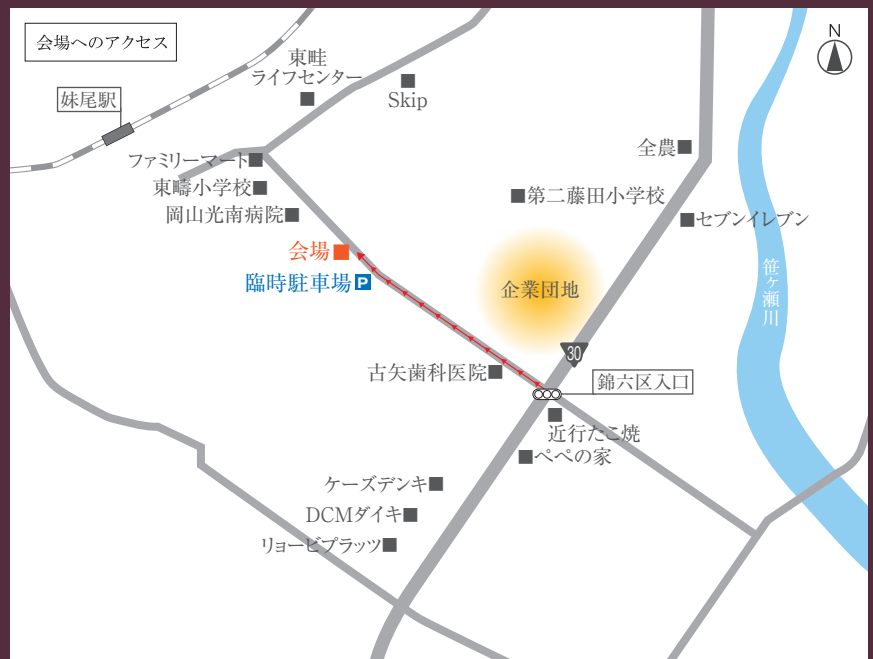 会場へのアクセス
N
東畦
ライフセンター
妹尾駅
Skip
全農
ファミリーマート
東疇小学校
第二藤田小学校
岡山光南病院
セブンイレブン
会場
臨時駐車場
P
企業団地
笹ヶ瀬川
30
古矢歯科医院
錦六区入口
近行たこ焼
ぺぺの家
ケーズデンキ
DCMダイキ
リョービプラッツ